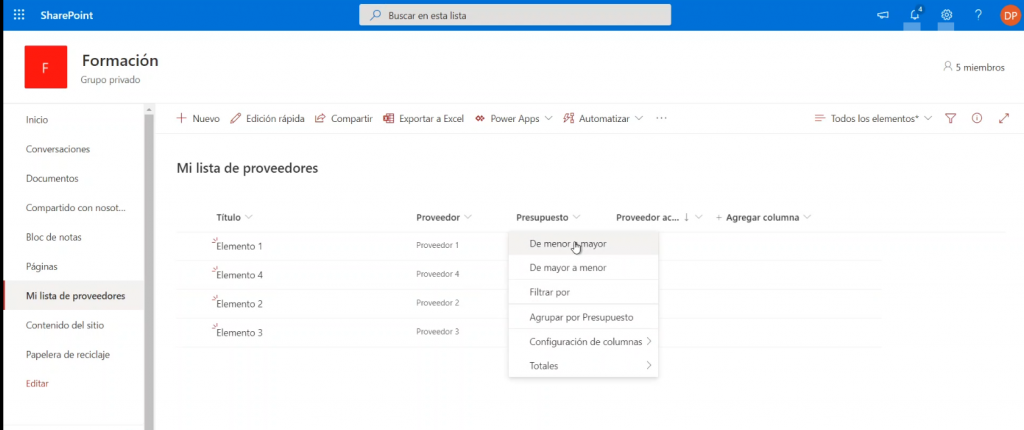 SharePoint
Buscar en esta lista
4
DP
F
Formación
Grupo privado
5 miembros
Inicio
Conversaciones
Documentos
Compartido con nosot...
Bloc de notas
Páginas
Mi lista de proveedores
Contenido del sitio
Papelera de reciclaje
Editar
Nuevo
Edición rápida
Compartir
Exportar a Excel
Power Apps
Automatizar
...
Todos los elementos*
Mi lista de proveedores
Título
Proveedor
Presupuesto
Proveedor ac...
+ Agregar columna
Elemento 1
Proveedor 1
Elemento 4
Proveedor 4
Elemento 2
Proveedor 2
Elemento 3
Proveedor 3
De menor a mayor
De mayor a menor
Filtrar por
Agrupar por Presupuesto
Configuración de columnas
Totales